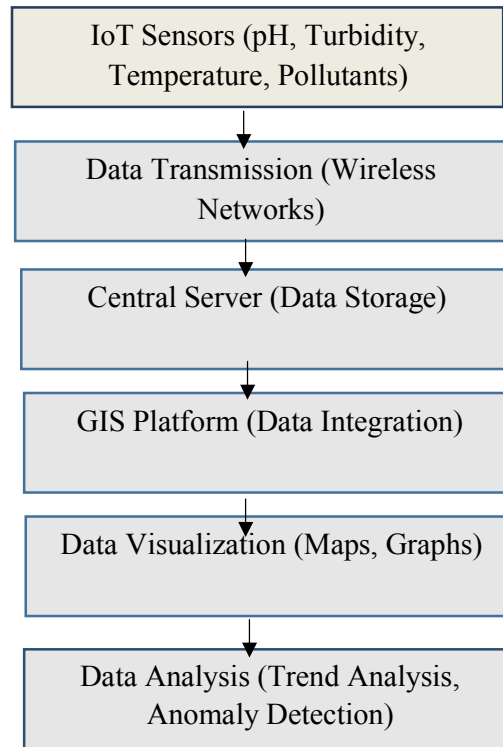 IoT Sensors (pH, Turbidity,
Temperature, Pollutants)
Data Transmission (Wireless
Networks)
Central Server (Data Storage)
GIS Platform (Data Integration)
Data Visualization (Maps, Graphs)
Data Analysis (Trend Analysis,
Anomaly Detection)